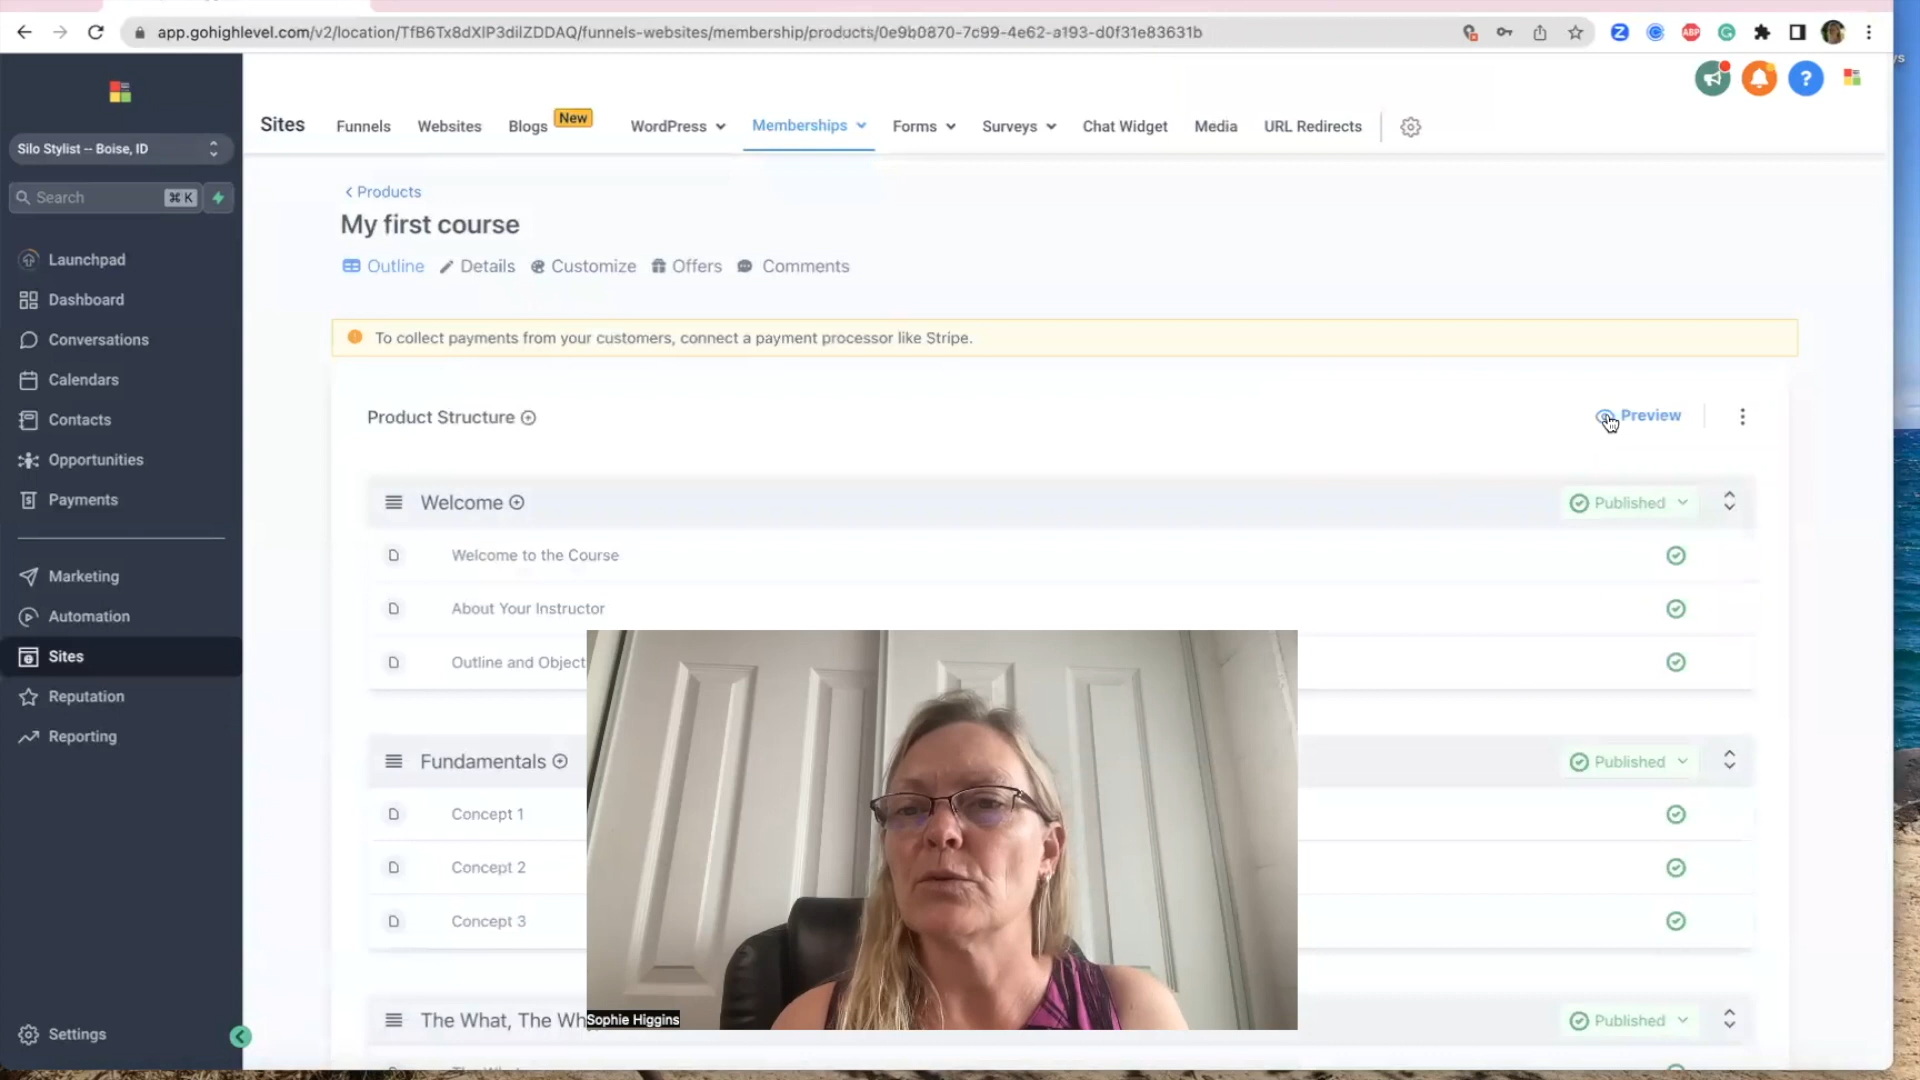 app.gohighlevel.com/v2/location/TfB6Tx8dXIP3dilZDDAQ/funnels-websites/membership/products/0e9b0870-7c99-4e62-a193-d0f31e83631b
Sites
Funnels
Websites
Blogs
New
WordPress
Memberships
Forms
Surveys
Chat Widget
Media
URL Redirects
Silo Stylist -- Boise, ID
Search
⌘ K
Launchpad
Dashboard
Conversations
Calendars
Contacts
Opportunities
Payments
Marketing
Automation
Sites
Reputation
Reporting
Settings
Products
My first course
Outline
Details
Customize
Offers
Comments
To collect payments from your customers, connect a payment processor like Stripe.
Product Structure
Preview
Welcome
Published
Welcome to the Course
About Your Instructor
Outline and Object
Fundamentals
Published
Concept 1
Concept 2
Concept 3
The What, The Wh
Published
Sophie Higgins